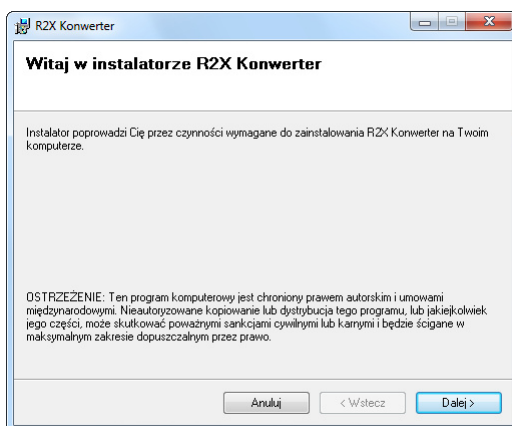 R2X Konwerter
Witaj w instalatorze R2X Konwerter
Instalator poprowadzi Cię przez czynności wymagane do zainstalowania R2X Konwerter na Twoim
komputerze.
OSTRZEŻENIE: Ten program komputerowy jest chroniony prawem autorskim i umowami
międzynarodowymi. Nieautoryzowane kopiowanie lub dystrybucja tego programu, lub jakiejkolwiek
jego części, może skutkować poważnymi sankcjami cywilnymi lub karnymi i będzie ścigane w
maksymalnym zakresie dopuszczalnym przez prawo.
Anuluj < Wstecz Dalej >